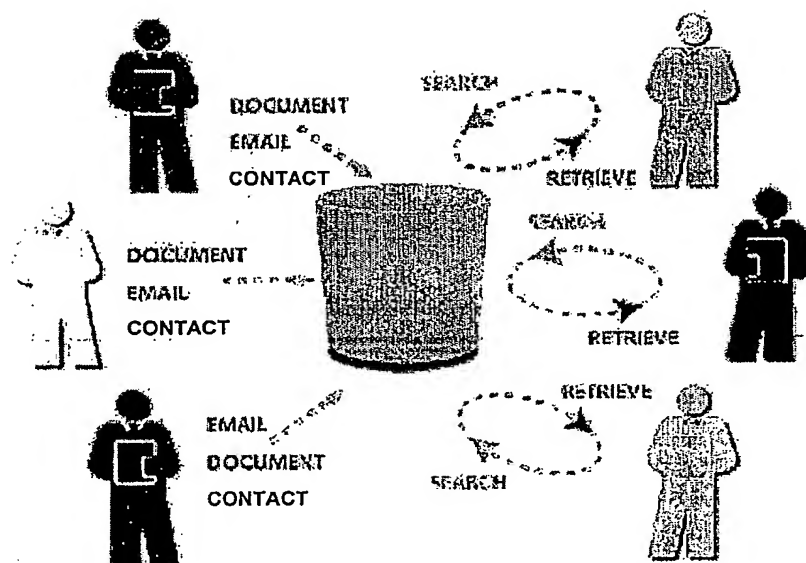 DOCUMENT
EMAIL
CONTACT
SEARCH
RETRIEVE
DOCUMENT
EMAIL
CONTACT
SEARCH
RETRIEVE
EMAIL
DOCUMENT
CONTACT
RETRIEVE
SEARCH